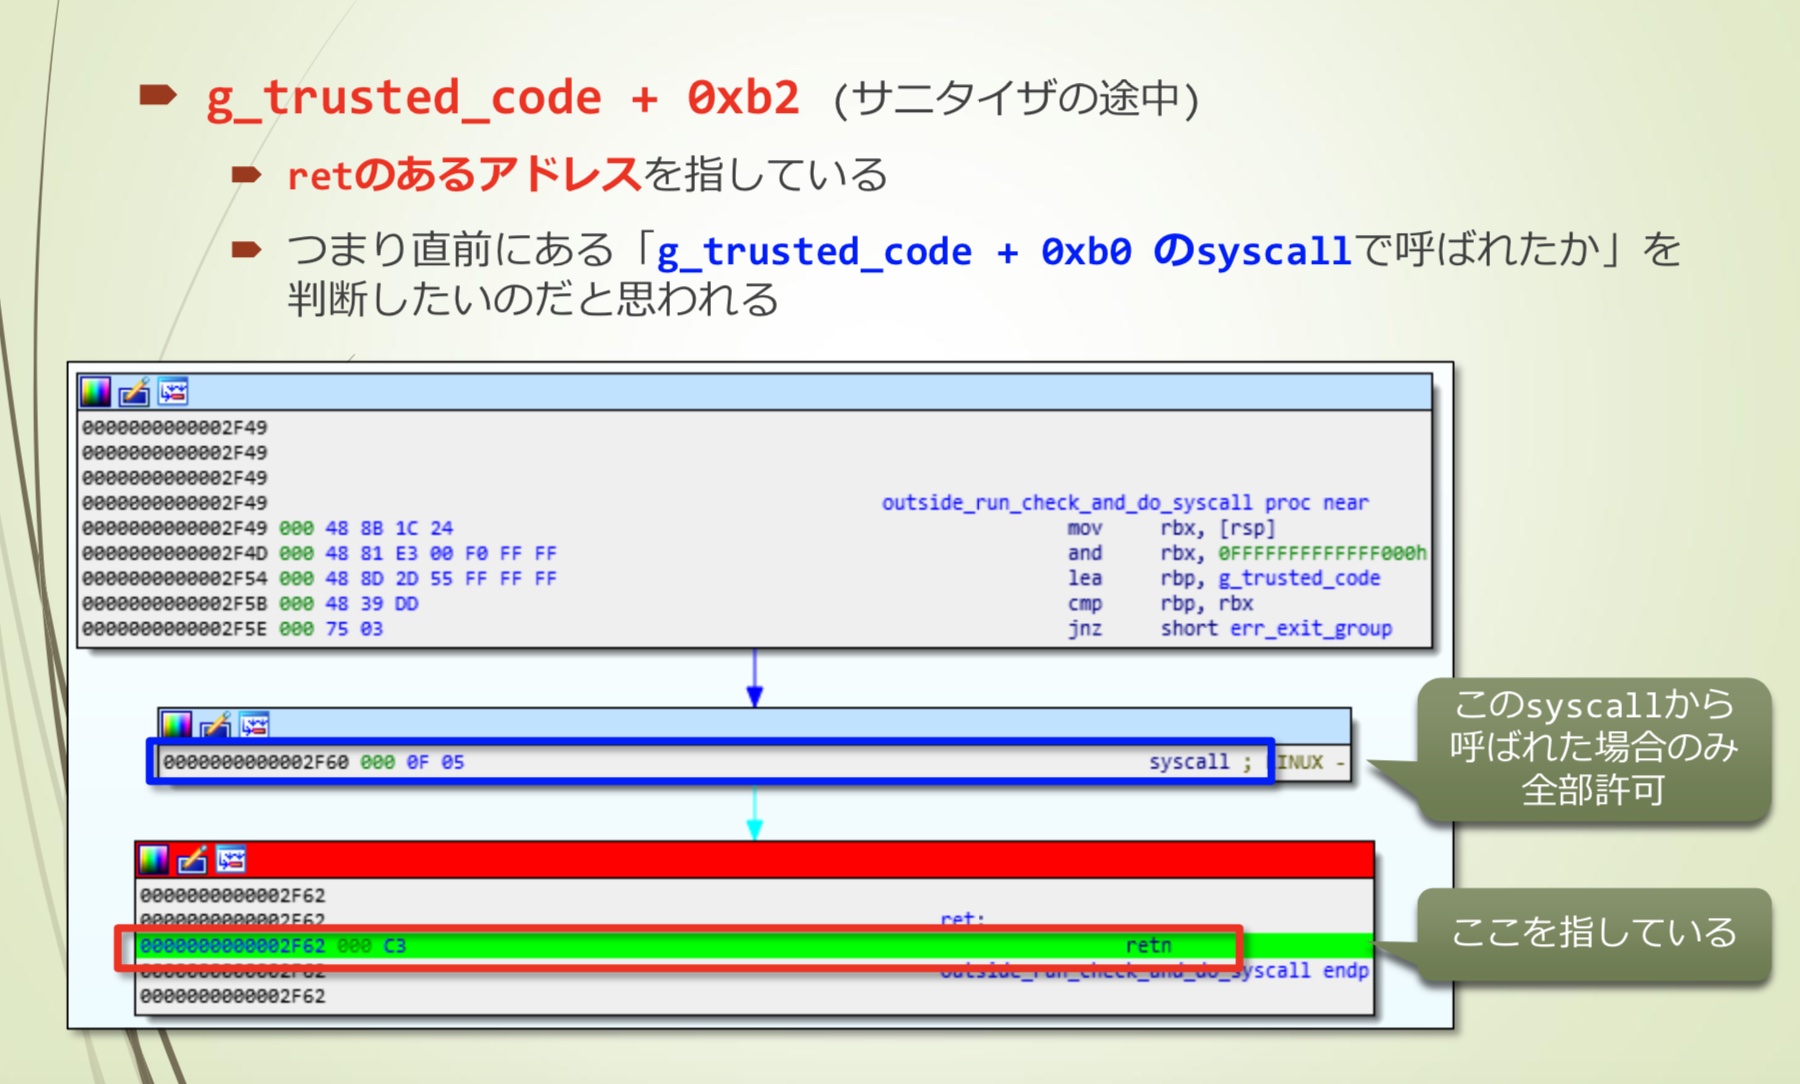 g_trusted_code + 0xb2 (サニタイザの途中)
retのあるアドレスを指している
つまり直前にある「g_trusted_code + 0xb0 のsyscallで呼ばれたか」を
判断したいのだと思われる
0000000000002F49
0000000000002F49
0000000000002F49
0000000000002F49 outside_run_check_and_do_syscall proc near
0000000000002F49 000 48 8B 1C 24 mov rbx, [rsp]
0000000000002F4D 000 48 81 E3 00 F0 FF FF and rbx, 0FFFFFFFFFFFFF000h
0000000000002F54 000 48 8D 2D 55 FF FF FF lea rbp, g_trusted_code
0000000000002F5B 000 48 39 DD cmp rbp, rbx
0000000000002F5E 000 75 03 jnz short err_exit_group
0000000000002F60 000 0F 05 syscall ; INUX -
このsyscallから
呼ばれた場合のみ
全部許可
0000000000002F62
0000000000002F62 ret:
0000000000002F62 000 C3 retn
0000000000002F62 outside_run_check_and_do_syscall endp
0000000000002F62
ここを指している